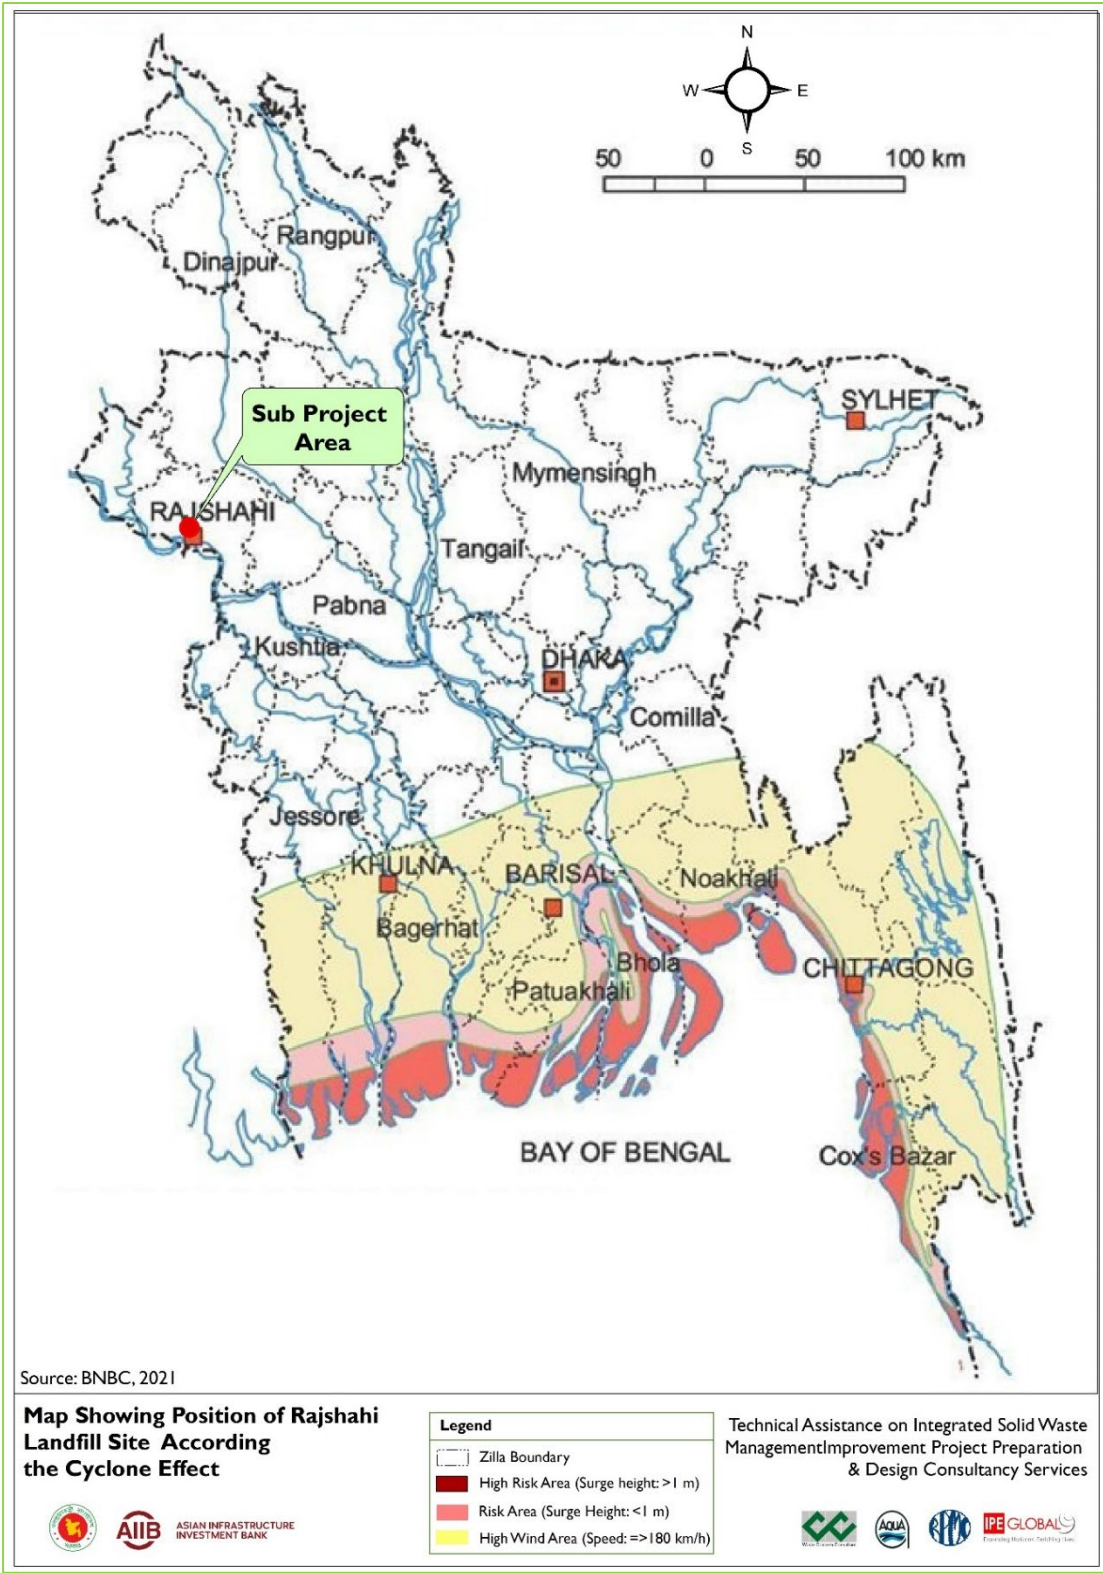 N
W E
S
50 0 50 100 km
Rangpur
Dinajpur
SYLHET
Sub Project
Area
Mymensingh
RAJSHAHI
Tangail
Pabna
Kushtia
DHAKA
Comilla
Jessore
KHULNA
BARISAL
Noakhali
Bagerhat
Bhola
CHITTAGONG
Patuakhali
BAY OF BENGAL
Cox's Bazar
Source: BNBC, 2021
Map Showing Position of Rajshahi
Landfill Site According
the Cyclone Effect
Legend
Zilla Boundary
High Risk Area (Surge height: >1 m)
Risk Area (Surge Height: <1 m)
High Wind Area (Speed: =>180 km/h)
Technical Assistance on Integrated Solid Waste
ManagementImprovement Project Preparation
& Design Consultancy Services
AIIB
ASIAN INFRASTRUCTURE
INVESTMENT BANK
AQUA
RPMC
IPE GLOBAL